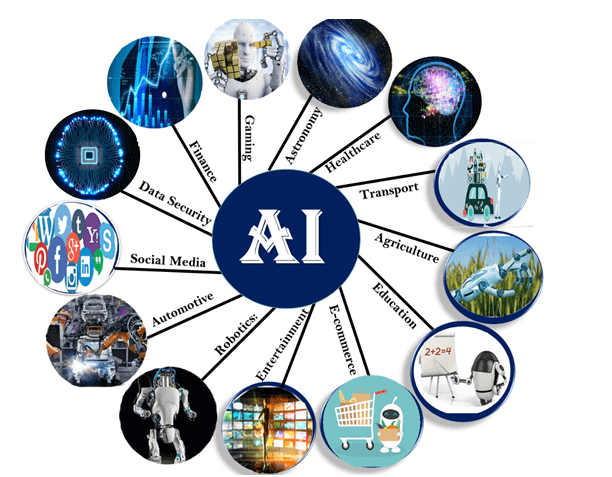 Gaming
Astronomy
Finance
Healthcare
Data Security
Transport
AI
Social Media
Agriculture
Automotive
Education
Robotics:
Entertainment
E-commerce
2+2=4